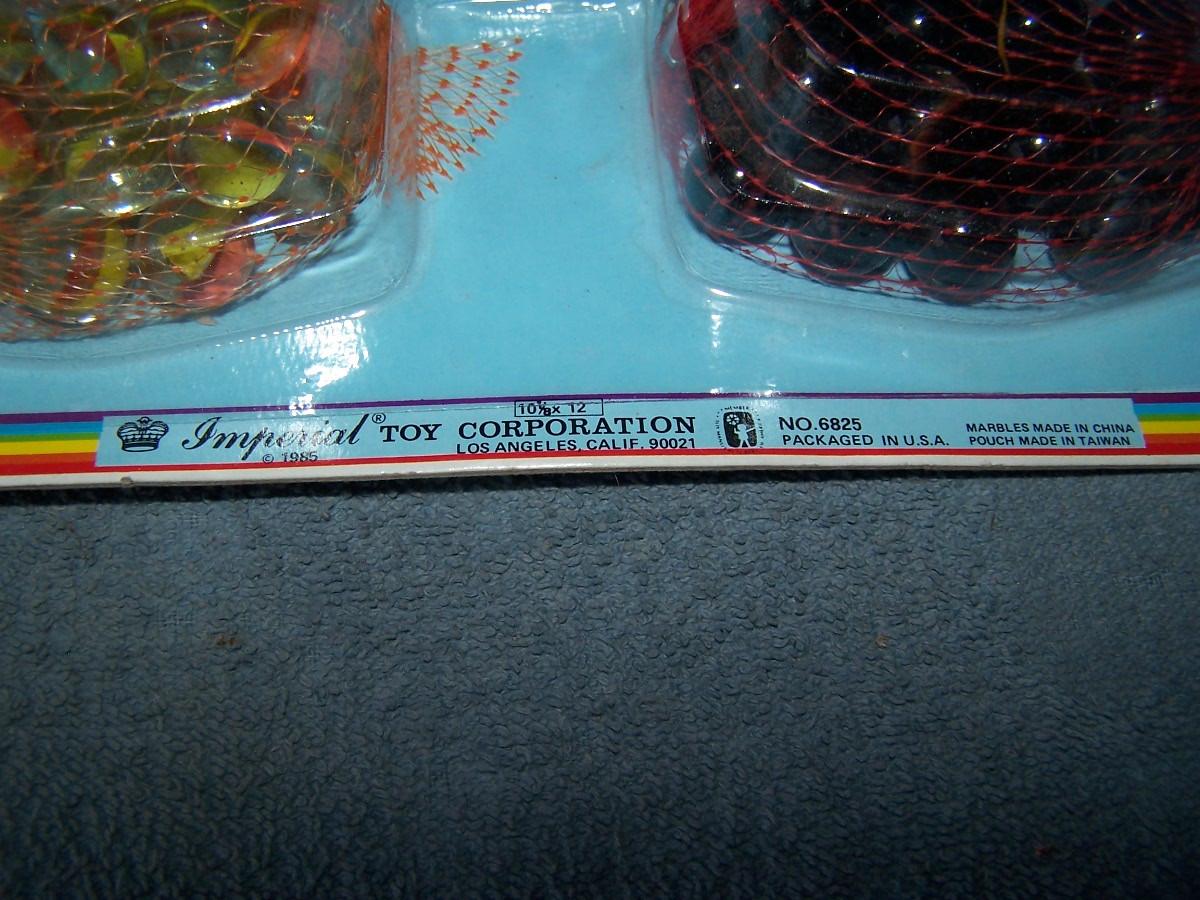 10⅞x 12
Imperial® TOY CORPORATION
© 1985
LOS ANGELES, CALIF. 90021
NO.6825
PACKAGED IN U.S.A.
MARBLES MADE IN CHINA
POUCH MADE IN TAIWAN